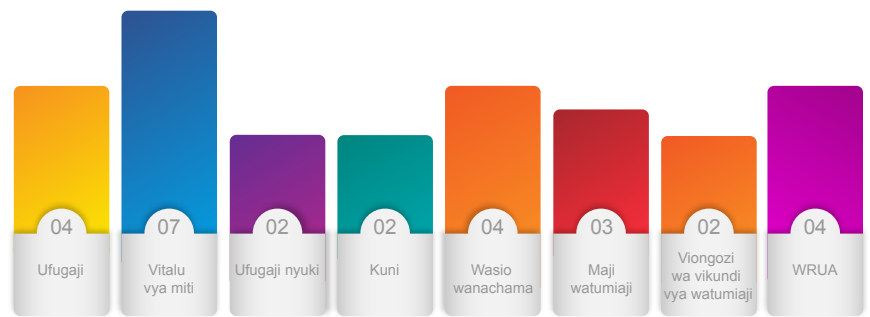 04
Ufugaji
07
Vitalu
vya miti
02
Ufugaji nyuki
02
Kuni
04
Wasio
wanachama
03
Maji
watumiaji
02
Viongozi
wa vikundi
vya watumiaji
04
WRUA